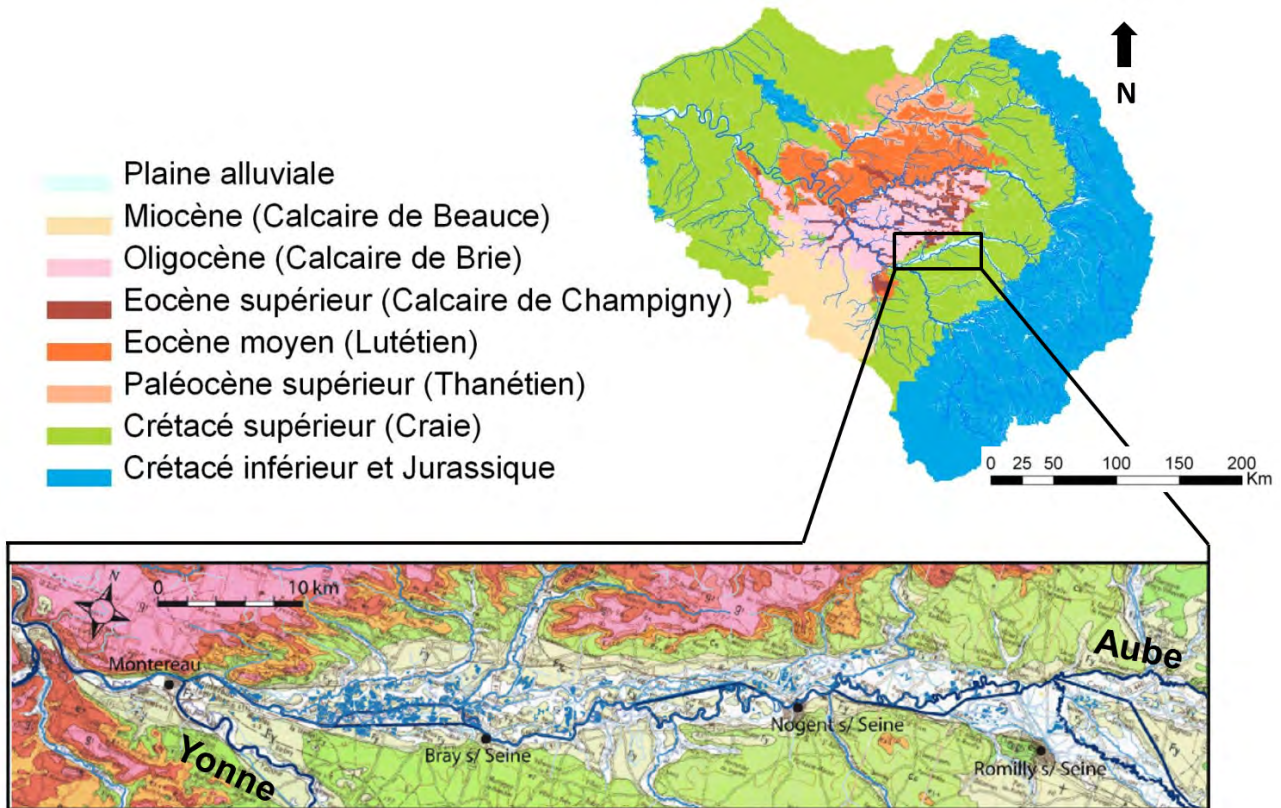 N
Plaine alluviale
Miocène (Calcaire de Beauce)
Oligocène (Calcaire de Brie)
Eocène supérieur (Calcaire de Champigny)
Eocène moyen (Lutétien)
Paléocène supérieur (Thanétien)
Crétacé supérieur (Craie)
Crétacé inférieur et Jurassique
0 25 50 100 150 200
Km
N
0 10 km
Montereau
Aube
Yonne
Bray s/ Seine
Nogent s/ Seine
Romilly s/ Seine